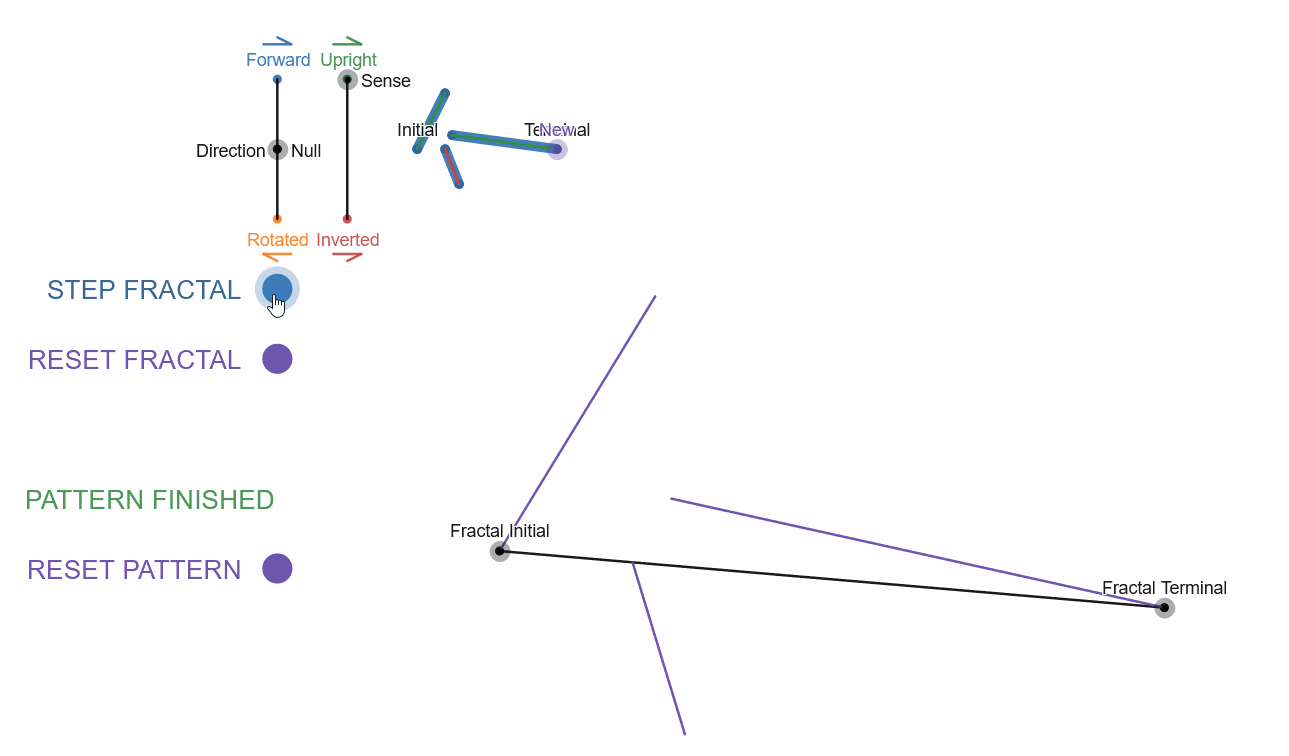 Forward Upright
Sense
Initial
Terminal
New
Direction Null
Rotated Inverted
STEP FRACTAL
RESET FRACTAL
PATTERN FINISHED
Fractal Initial
RESET PATTERN
Fractal Terminal